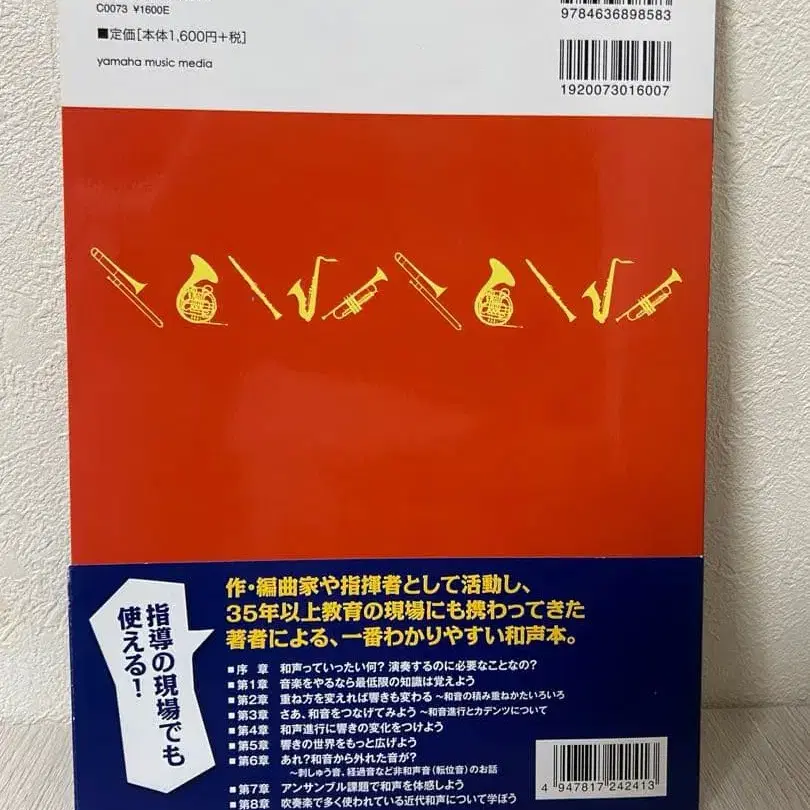 C0073 ¥1600E
■定価[本体1,600円+税]
yamaha music media
9784636898583
1920073016007
作・編曲家や指揮者として活動し、
35年以上教育の現場にも携わってきた
著者による、一番わかりやすい和声本。
指導の現場でも
使える！
■序　章　和声っていったい何？ 演奏するのに必要なことなの？
■第1章　音楽をやるなら最低限の知識は覚えよう
■第2章　重ね方を変えれば響きも変わる ～和音の積み重ねかたいろいろ
■第3章　さあ、和音をつなげてみよう ～和音進行とカデンツについて
■第4章　和声進行に響きの変化をつけよう
■第5章　響きの世界をもっと広げよう
■第6章　あれ？和音から外れた音が？
～刺しゅう音、経過音など非和声音（転位音）のお話
■第7章　アンサンブル課題で和声を体感しよう
■第8章　吹奏楽で多く使われている近代和声について学ぼう
4 947817 242413